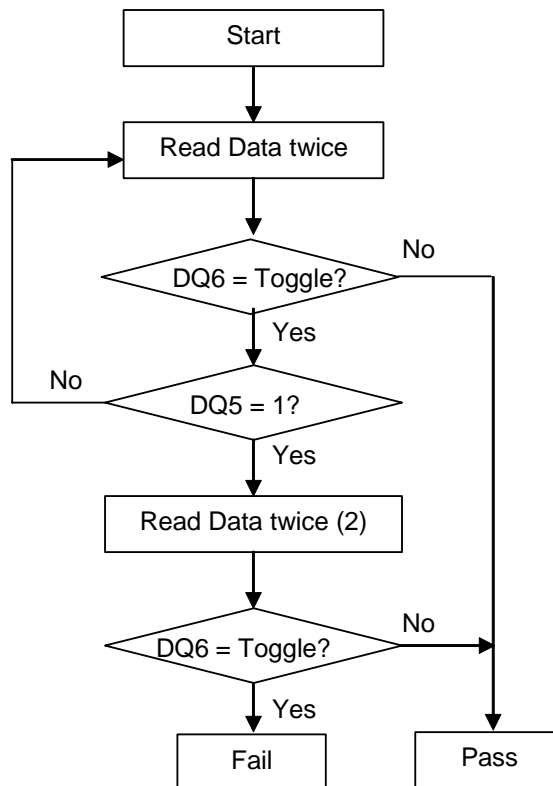 Start
Read Data twice
No
DQ6 = Toggle?
Yes
No
DQ5 = 1?
Yes
Read Data twice (2)
No
DQ6 = Toggle?
Yes
Fail
Pass